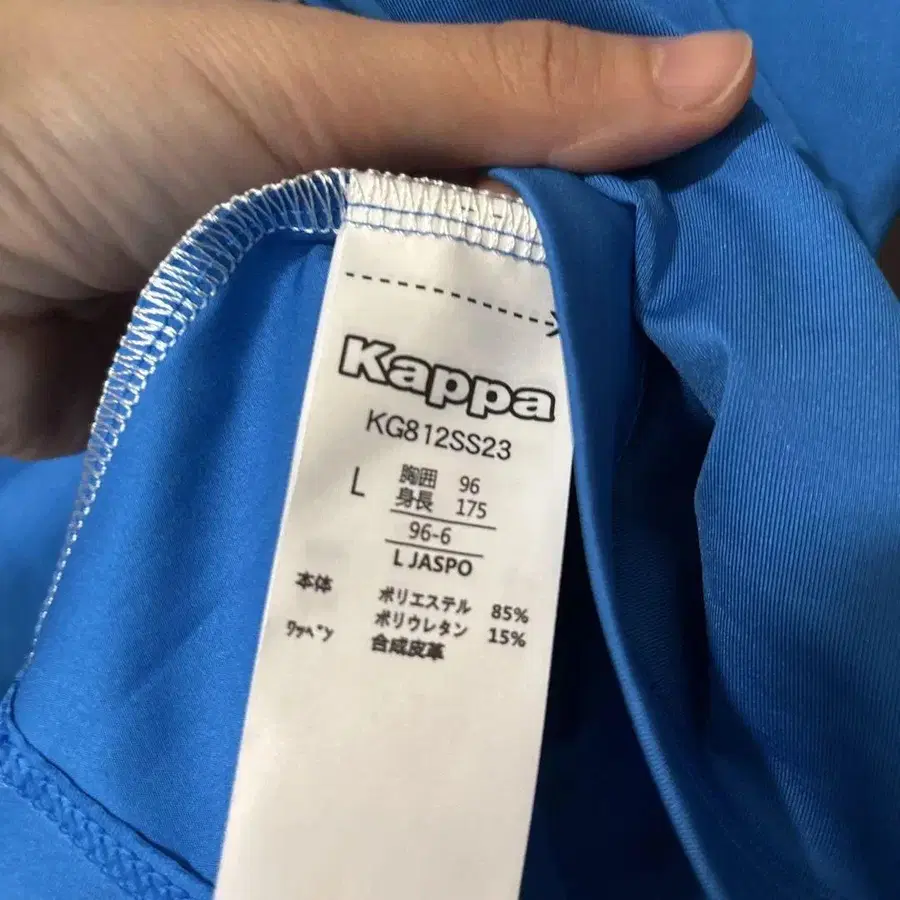 Kappa
KG812SS23
L 胸囲 96
身長 175
96-6
L JASPO
本体 ポリエステル 85%
ポリウレタン 15%
ワッペン 合成皮革